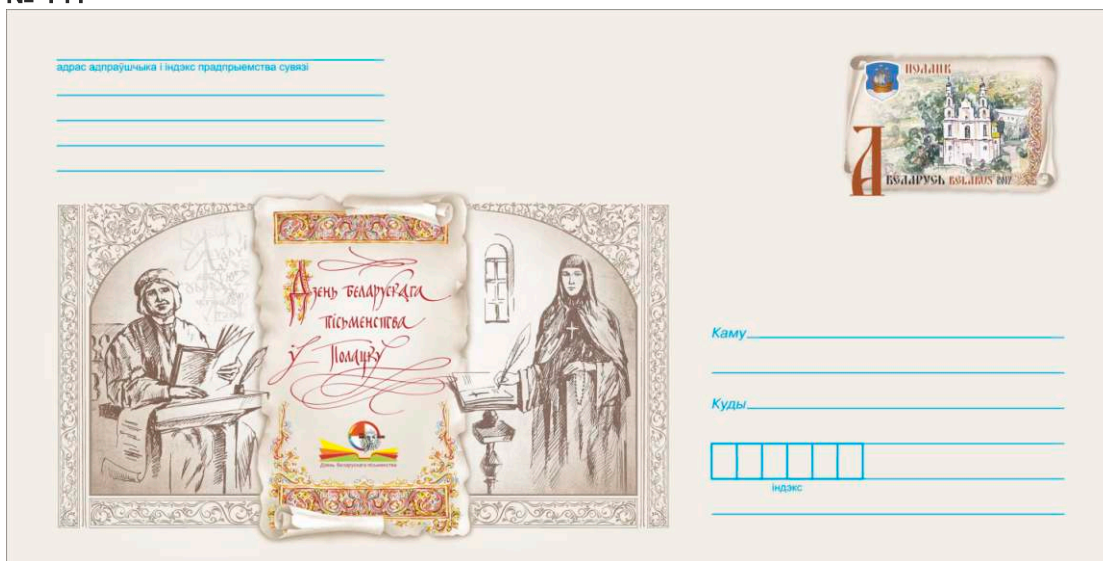 адрас адпраўшчыка і індэкс прадпрыемства сувязі
ПОЛАЦК
А
БЕЛАРУСЬ BELARUS 2017
Дзень беларускага
пісьменства
ў Полацку
Дзень беларускага пісьменства
Каму
Куды
індэкс